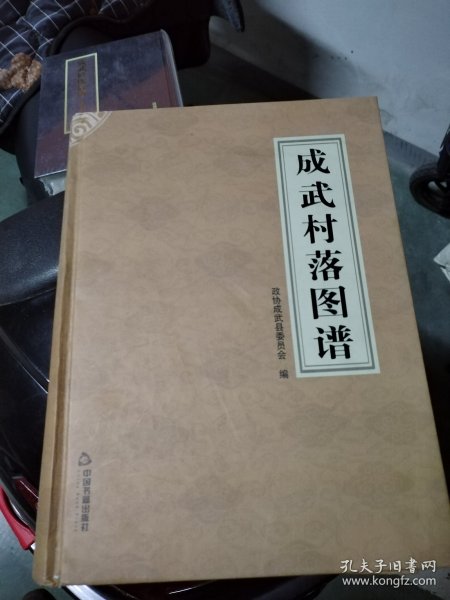 成武村落图谱
政协成武县委员会 编
中国书籍出版社
孔夫子旧书网
www.kongfz.com